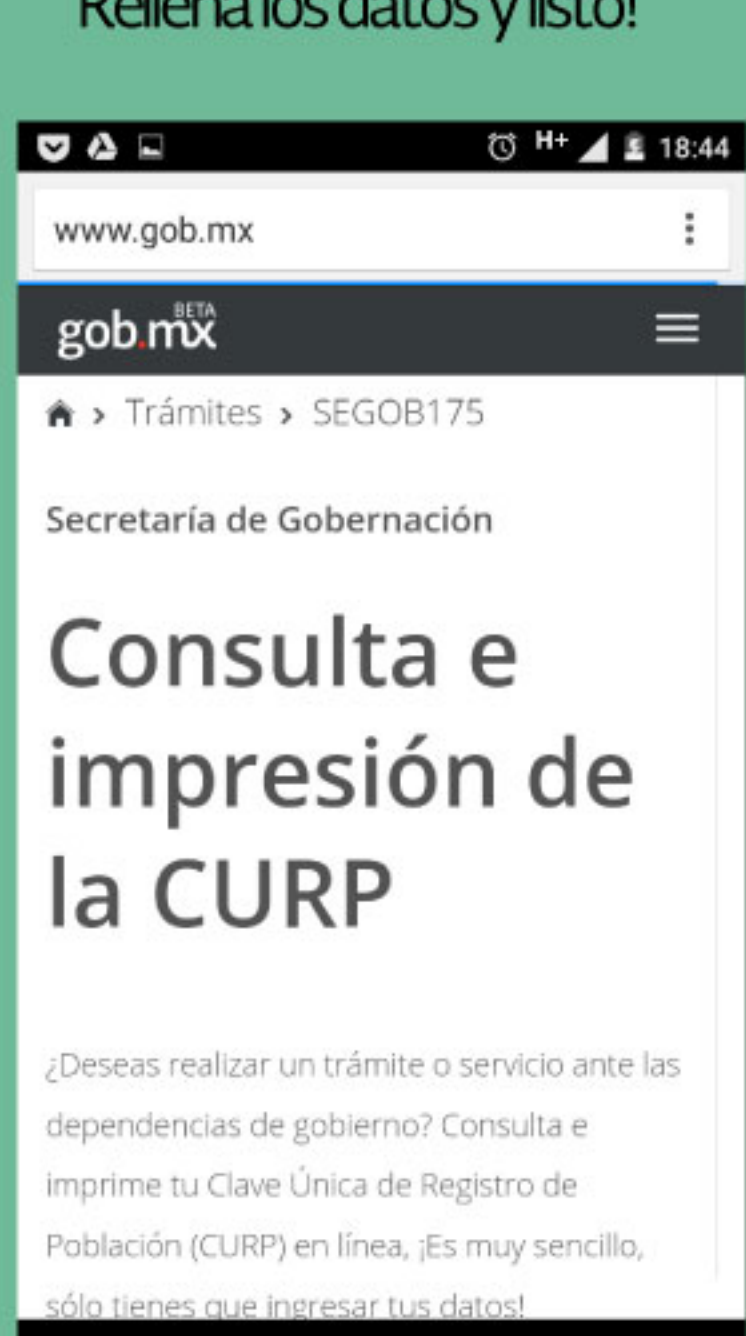 Rellena los datos y listo!
H+ 18:44
www.gob.mx
gob.mx BETA
Trámites > SEGOB175
Secretaría de Gobernación
Consulta e
impresión de
la CURP
¿Deseas realizar un trámite o servicio ante las
dependencias de gobierno? Consulta e
imprime tu Clave Única de Registro de
Población (CURP) en línea, ¡Es muy sencillo,
sólo tienes que ingresar tus datos!